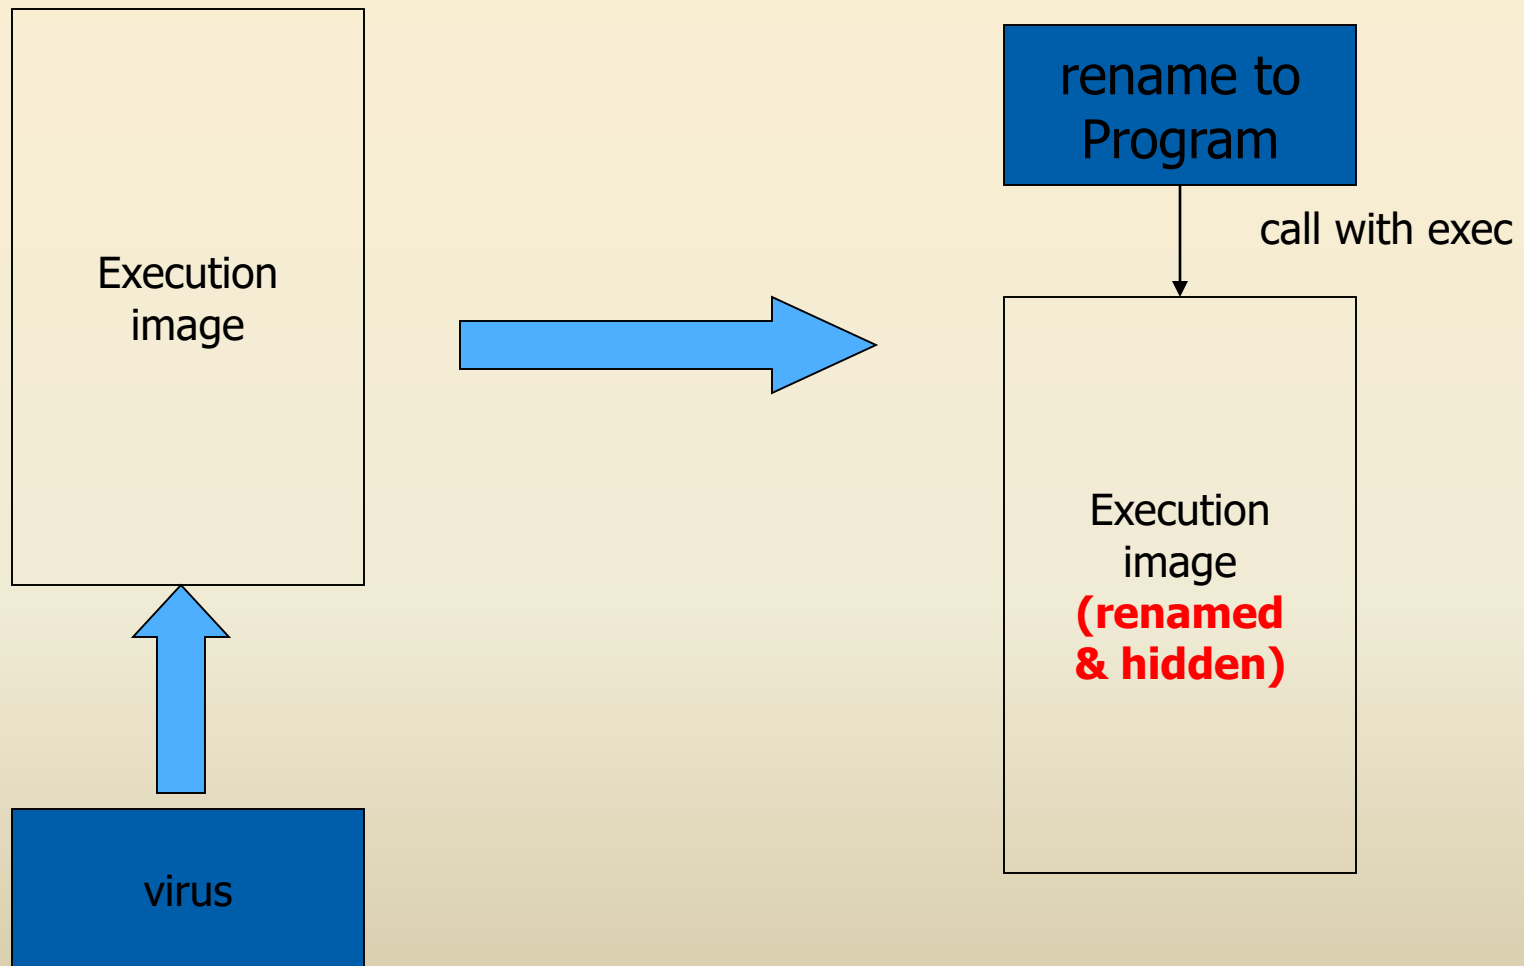 Execution
image
virus
rename to
Program
call with exec
Execution
image
(renamed
& hidden)